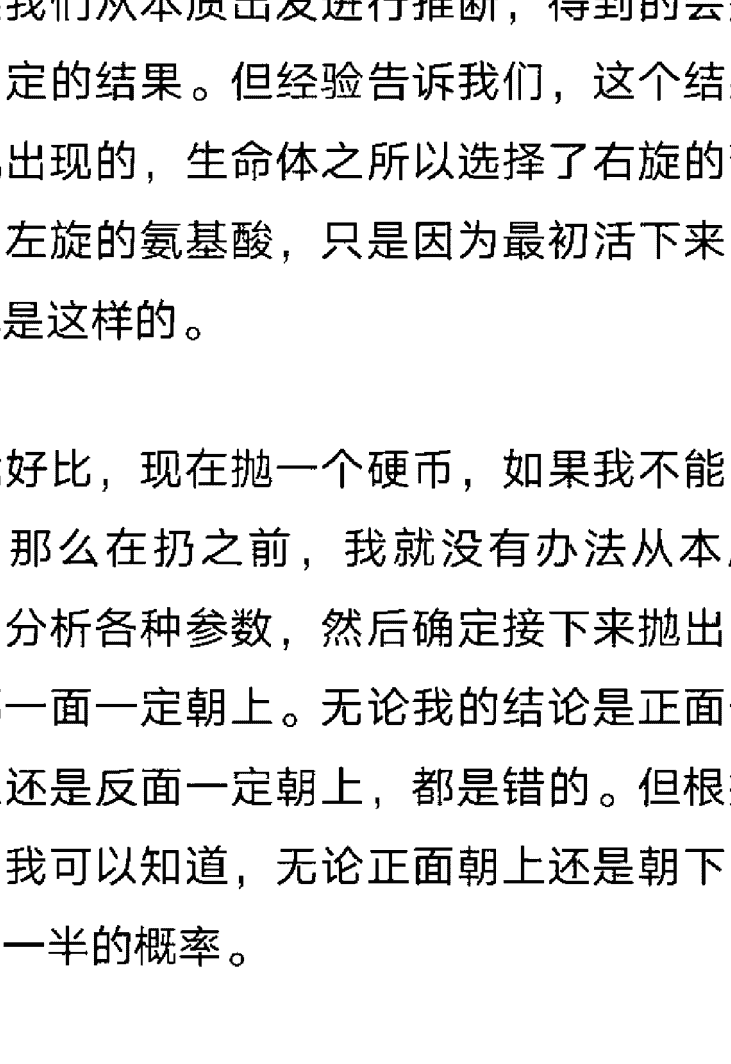 我们从本质出发进行推断，得到的会
定的结果。但经验告诉我们，这个结
出现的，生命体之所以选择了右旋的
左旋的氨基酸，只是因为最初活下来
是这样的。
好比，现在抛一个硬币，如果我不能
那么在扔之前，我就没有办法从本
分析各种参数，然后确定接下来抛出
一面一定朝上。无论我的结论是正面
还是反面一定朝上，都是错的。但根
我可以知道，无论正面朝上还是朝下
一半的概率。